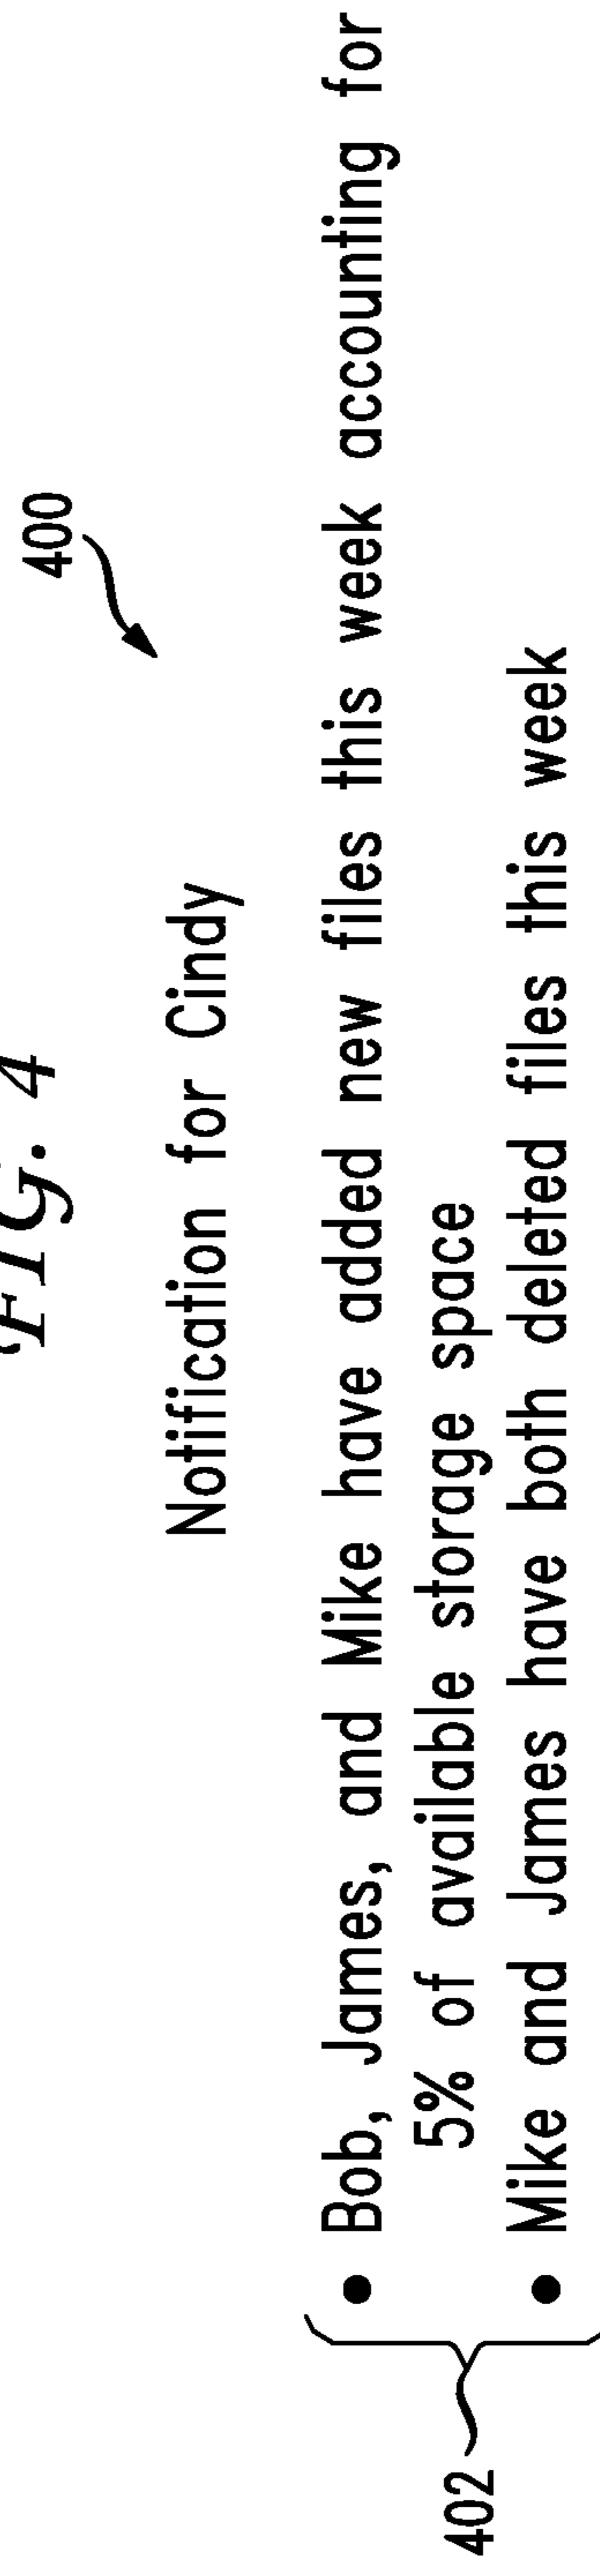 FIG. 4
400
Notification for Cindy
• Bob, James, and Mike have added new files this week accounting for
5% of available storage space
• Mike and James have both deleted files this week
402